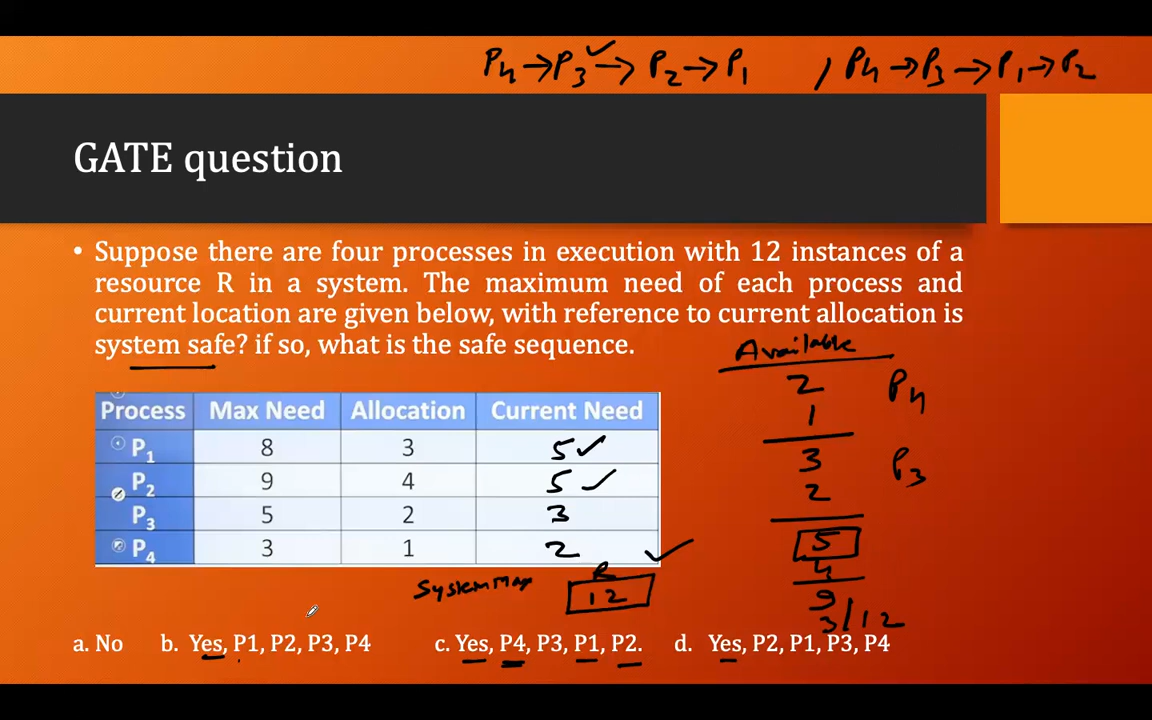 P4 → P3 ✓ → P2 → P1 , P4 → P3 → P1 → P2
GATE question
• Suppose there are four processes in execution with 12 instances of a
resource R in a system. The maximum need of each process and
current location are given below, with reference to current allocation is
system safe? if so, what is the safe sequence.
Available
2 P4
1
3 P3
2
5
4
9
3/12
Process Max Need Allocation Current Need
P1 8 3 5 ✓
P2 9 4 5 ✓
P3 5 2 3
P4 3 1 2 ✓
System Max R 12
a. No b. Yes, P1, P2, P3, P4 c. Yes, P4, P3, P1, P2. d. Yes, P2, P1, P3, P4